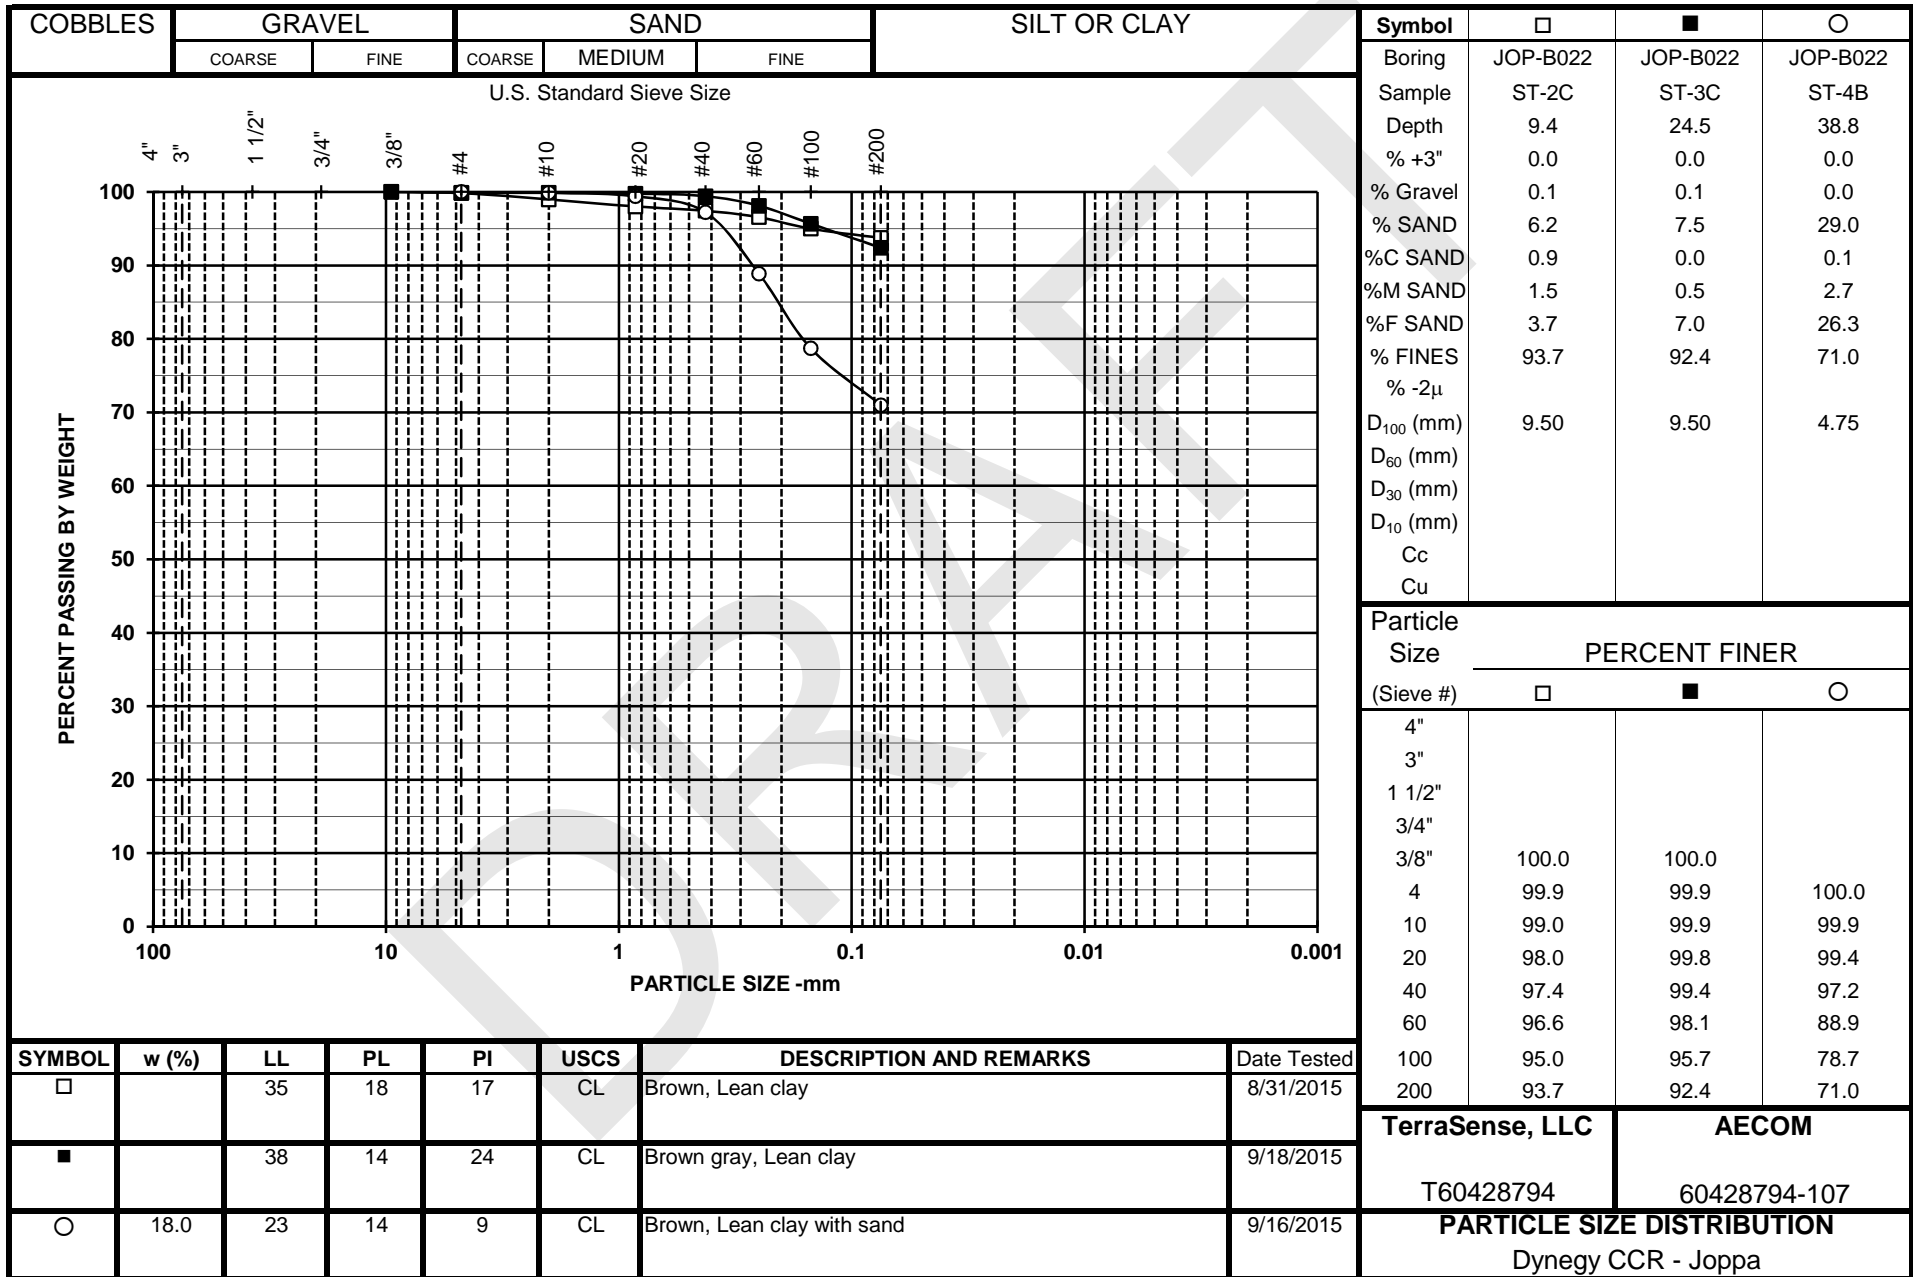 COBBLES GRAVEL SAND SILT OR CLAY
COARSE FINE COARSE MEDIUM FINE
U.S. Standard Sieve Size
4" 3" 1 1/2" 3/4" 3/8" #4 #10 #20 #40 #60 #100 #200
PERCENT PASSING BY WEIGHT
100
90
80
70
60
50
40
30
20
10
0
100 10 1 0.1 0.01 0.001
PARTICLE SIZE -mm
Symbol □ ■ ○
Boring JOP-B022 JOP-B022 JOP-B022
Sample ST-2C ST-3C ST-4B
Depth 9.4 24.5 38.8
% +3" 0.0 0.0 0.0
% Gravel 0.1 0.1 0.0
% SAND 6.2 7.5 29.0
%C SAND 0.9 0.0 0.1
%M SAND 1.5 0.5 2.7
%F SAND 3.7 7.0 26.3
% FINES 93.7 92.4 71.0
% -2µ
D100 (mm) 9.50 9.50 4.75
D60 (mm)
D30 (mm)
D10 (mm)
Cc
Cu
Particle
Size PERCENT FINER
(Sieve #) □ ■ ○
4"
3"
1 1/2"
3/4"
3/8" 100.0 100.0
4 99.9 99.9 100.0
10 99.0 99.9 99.9
20 98.0 99.8 99.4
40 97.4 99.4 97.2
60 96.6 98.1 88.9
100 95.0 95.7 78.7
200 93.7 92.4 71.0
SYMBOL w (%) LL PL PI USCS DESCRIPTION AND REMARKS Date Tested
□ 35 18 17 CL Brown, Lean clay 8/31/2015
■ 38 14 24 CL Brown gray, Lean clay 9/18/2015
○ 18.0 23 14 9 CL Brown, Lean clay with sand 9/16/2015
TerraSense, LLC AECOM
T60428794 60428794-107
PARTICLE SIZE DISTRIBUTION
Dynegy CCR - Joppa
DRAFT